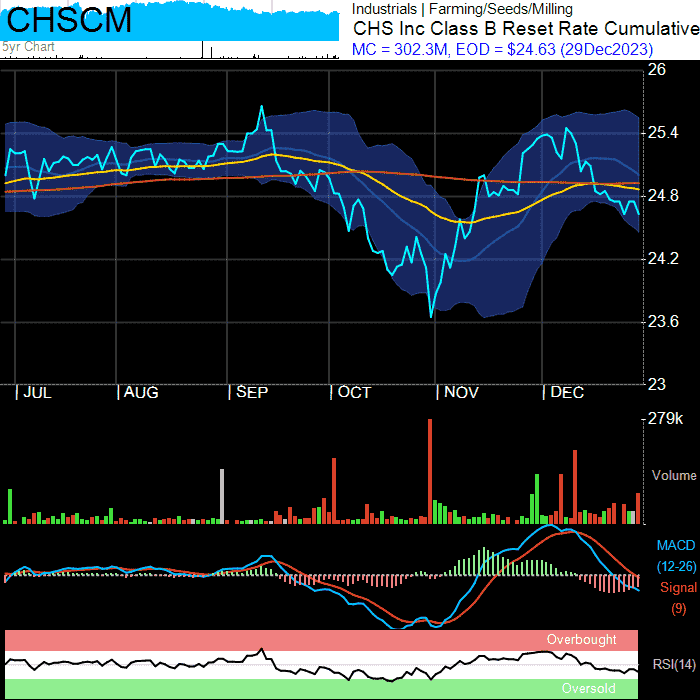 CHSCM
5yr Chart
Industrials | Farming/Seeds/Milling
CHS Inc Class B Reset Rate Cumulative
MC = 302.3M, EOD = $24.63 (29Dec2023)
26
25.4
24.8
24.2
23.6
23
| JUL | AUG | SEP | OCT | NOV | DEC
279k
Volume
MACD
(12-26)
Signal
(9)
Overbought
RSI(14)
Oversold